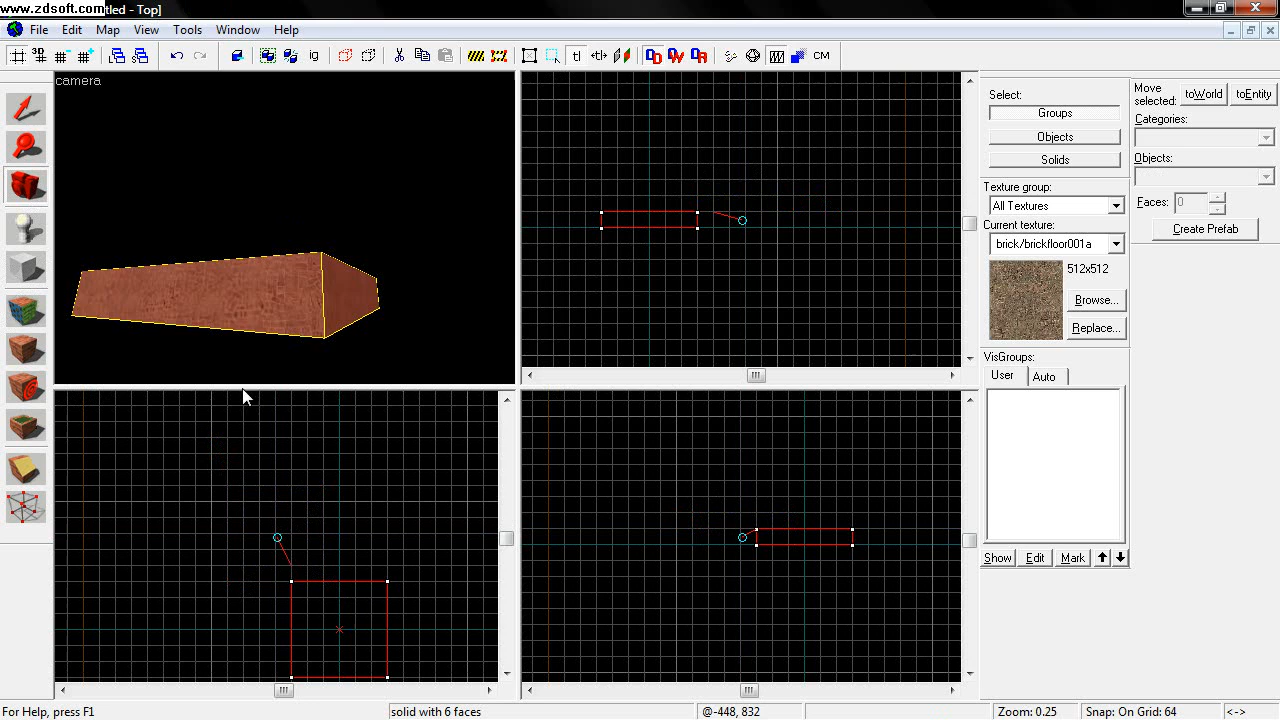 www.zdsoft.com
tled - Top]
File Edit Map View Tools Window Help
3D
ig
tl
CM
camera
Select:
Groups
Objects
Solids
Texture group:
All Textures
Current texture:
brick/brickfloor001a
512x512
Browse...
Replace...
VisGroups:
User Auto
Show Edit Mark
Move selected:
toWorld toEntity
Categories:
Objects:
Faces: 0
Create Prefab
For Help, press F1
solid with 6 faces
@-448, 832
Zoom: 0.25
Snap: On Grid: 64
<->